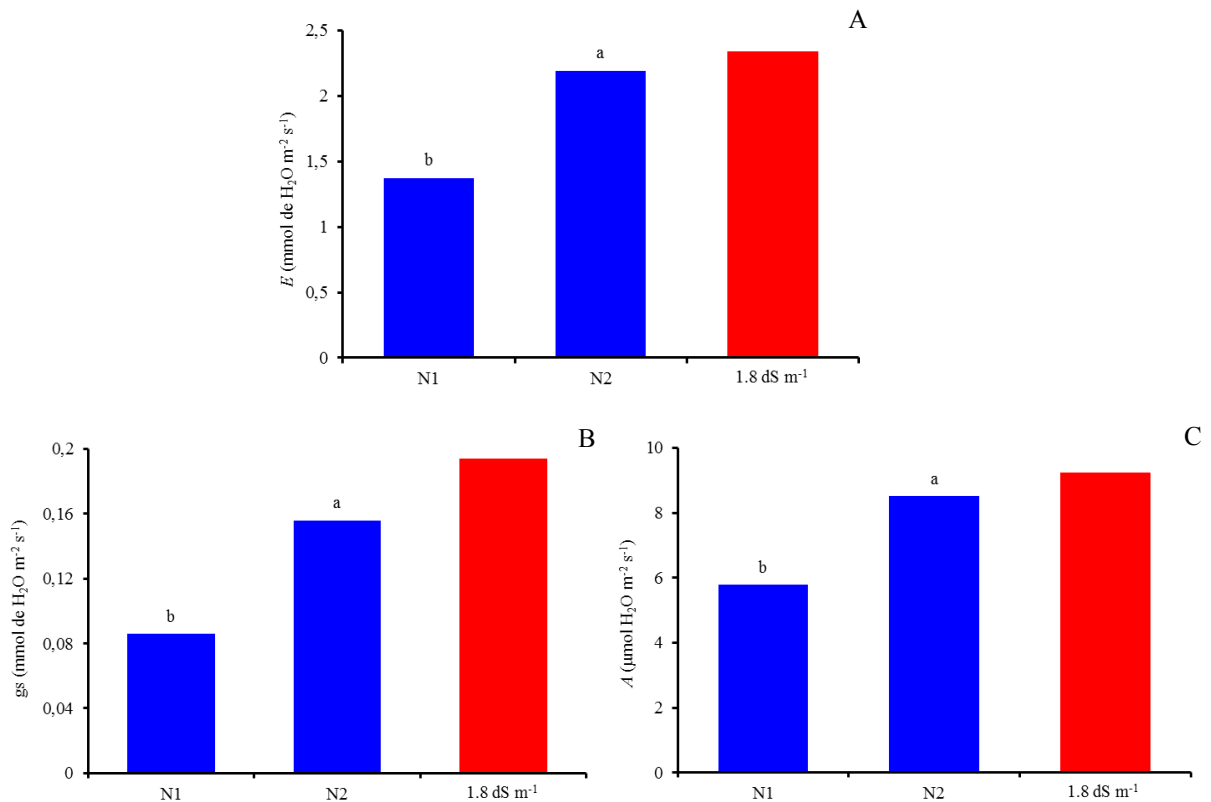 A
E (mmol de H₂O m⁻² s⁻¹)
2,5
2
1,5
1
0,5
0
b
a
N1 N2 1.8 dS m⁻¹
B
gs (mmol de H₂O m⁻² s⁻¹)
0,2
0,16
0,12
0,08
0,04
0
b
a
N1 N2 1.8 dS m⁻¹
C
A (µmol H₂O m⁻² s⁻¹)
10
8
6
4
2
0
b
a
N1 N2 1.8 dS m⁻¹